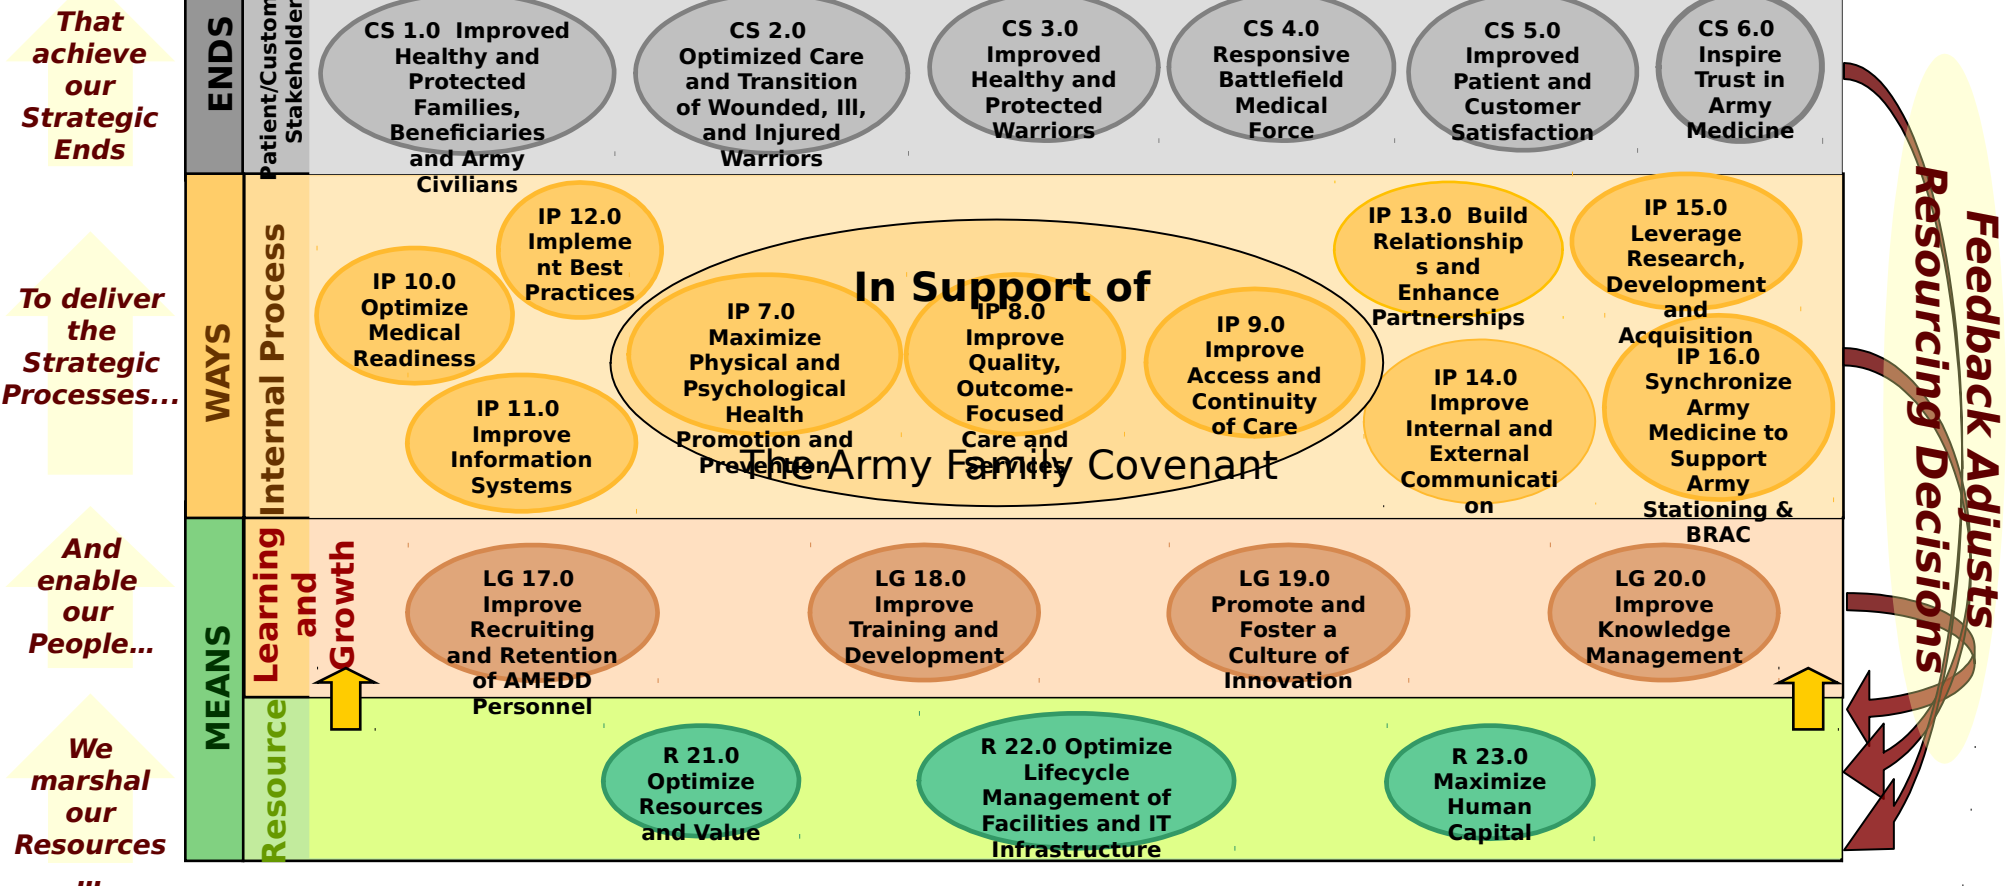 That
achieve
our
Strategic
Ends
To deliver
the
Strategic
Processes...
And
enable
our
People…
We
marshal
our
Resources
…
ENDS
Patient/Custom
Stakeholder
CS 1.0  Improved
Healthy and
Protected
Families,
Beneficiaries
and Army
Civilians
CS 2.0
Optimized Care
and Transition
of Wounded, Ill,
and Injured
Warriors
CS 3.0
Improved
Healthy and
Protected
Warriors
CS 4.0
Responsive
Battlefield
Medical
Force
CS 5.0
Improved
Patient and
Customer
Satisfaction
CS 6.0
Inspire
Trust in
Army
Medicine
WAYS
Internal Process
IP 10.0
Optimize
Medical
Readiness
IP 12.0
Impleme
nt Best
Practices
IP 11.0
Improve
Information
Systems
In Support of
IP 7.0
Maximize
Physical and
Psychological
Health
Promotion and
Prevention
IP 8.0
Improve
Quality,
Outcome-
Focused
Care and
Services
IP 9.0
Improve
Access and
Continuity
of Care
The Army Family Covenant
IP 13.0  Build
Relationship
s and
Enhance
Partnerships
IP 15.0
Leverage
Research,
Development
and
Acquisition
IP 14.0
Improve
Internal and
External
Communicati
on
IP 16.0
Synchronize
Army
Medicine to
Support
Army
Stationing &
BRAC
MEANS
Learning
and
Growth
LG 17.0
Improve
Recruiting
and Retention
of AMEDD
Personnel
LG 18.0
Improve
Training and
Development
LG 19.0
Promote and
Foster a
Culture of
Innovation
LG 20.0
Improve
Knowledge
Management
Resource
R 21.0
Optimize
Resources
and Value
R 22.0 Optimize
Lifecycle
Management of
Facilities and IT
Infrastructure
R 23.0
Maximize
Human
Capital
Feedback Adjusts
Resourcing Decisions